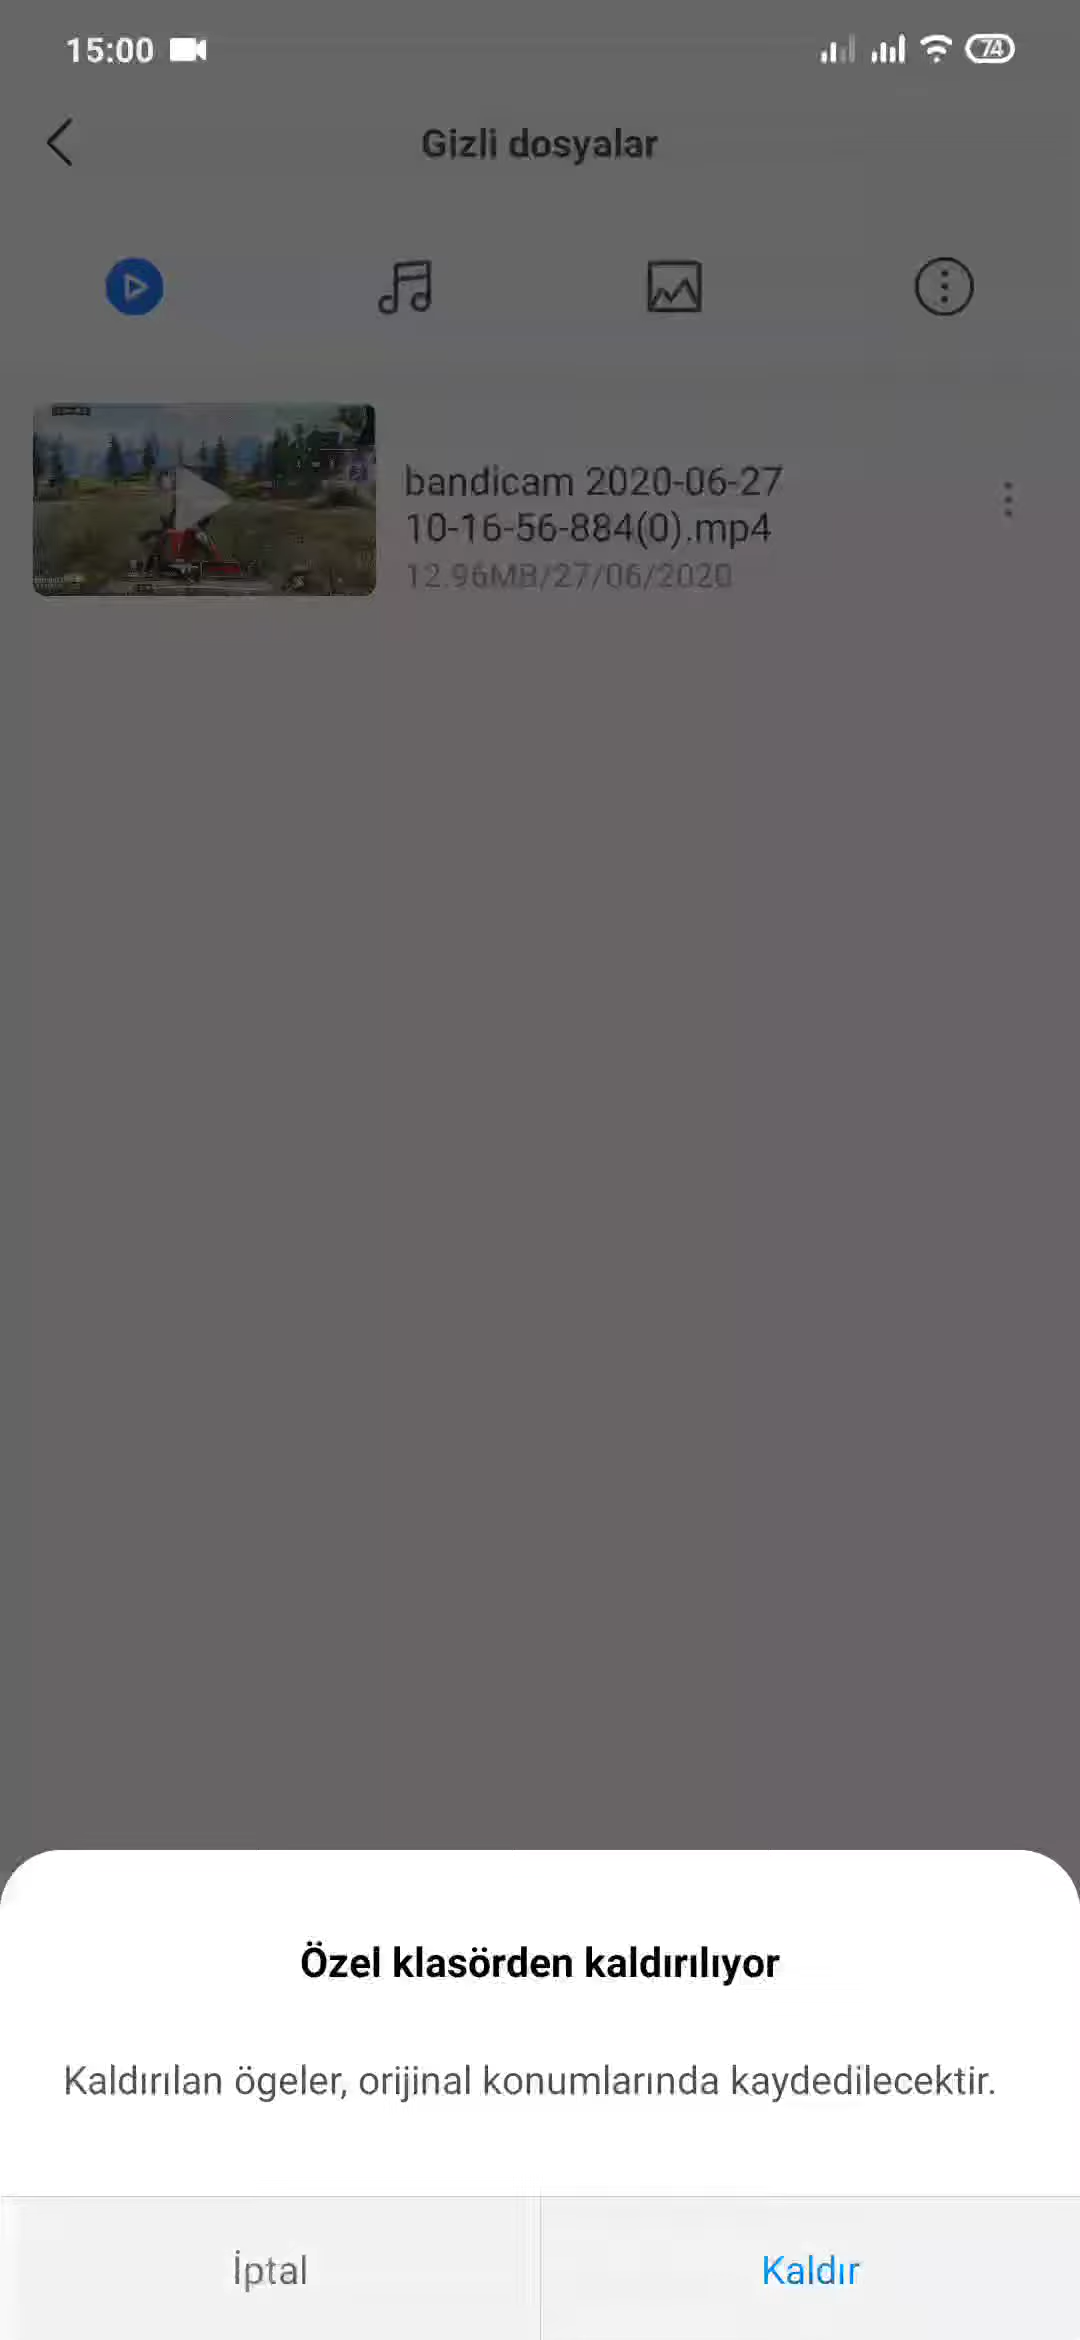 15:00
74
Gizli dosyalar
bandicam 2020-06-27
10-16-56-884(0).mp4
12.96MB/27/06/2020
Özel klasörden kaldırılıyor
Kaldırılan ögeler, orijinal konumlarında kaydedilecektir.
İptal
Kaldır